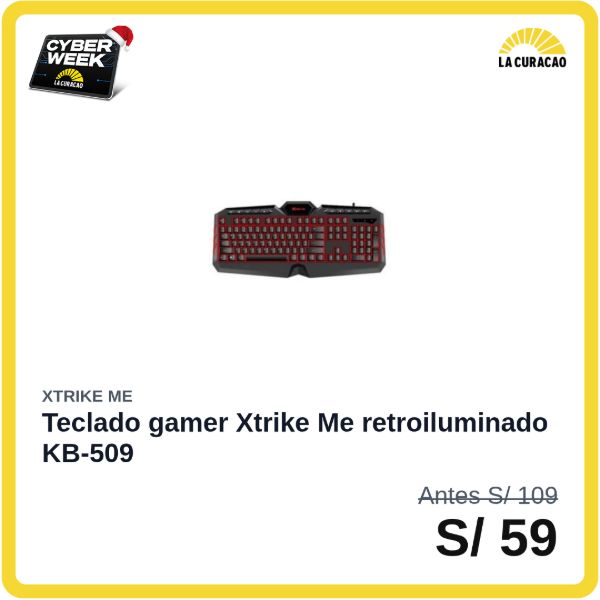 CYBER
WEEK
LA CURACAO
LA CURACAO
XTRIKE ME
Teclado gamer Xtrike Me retroiluminado
KB-509
Antes S/ 109
S/ 59